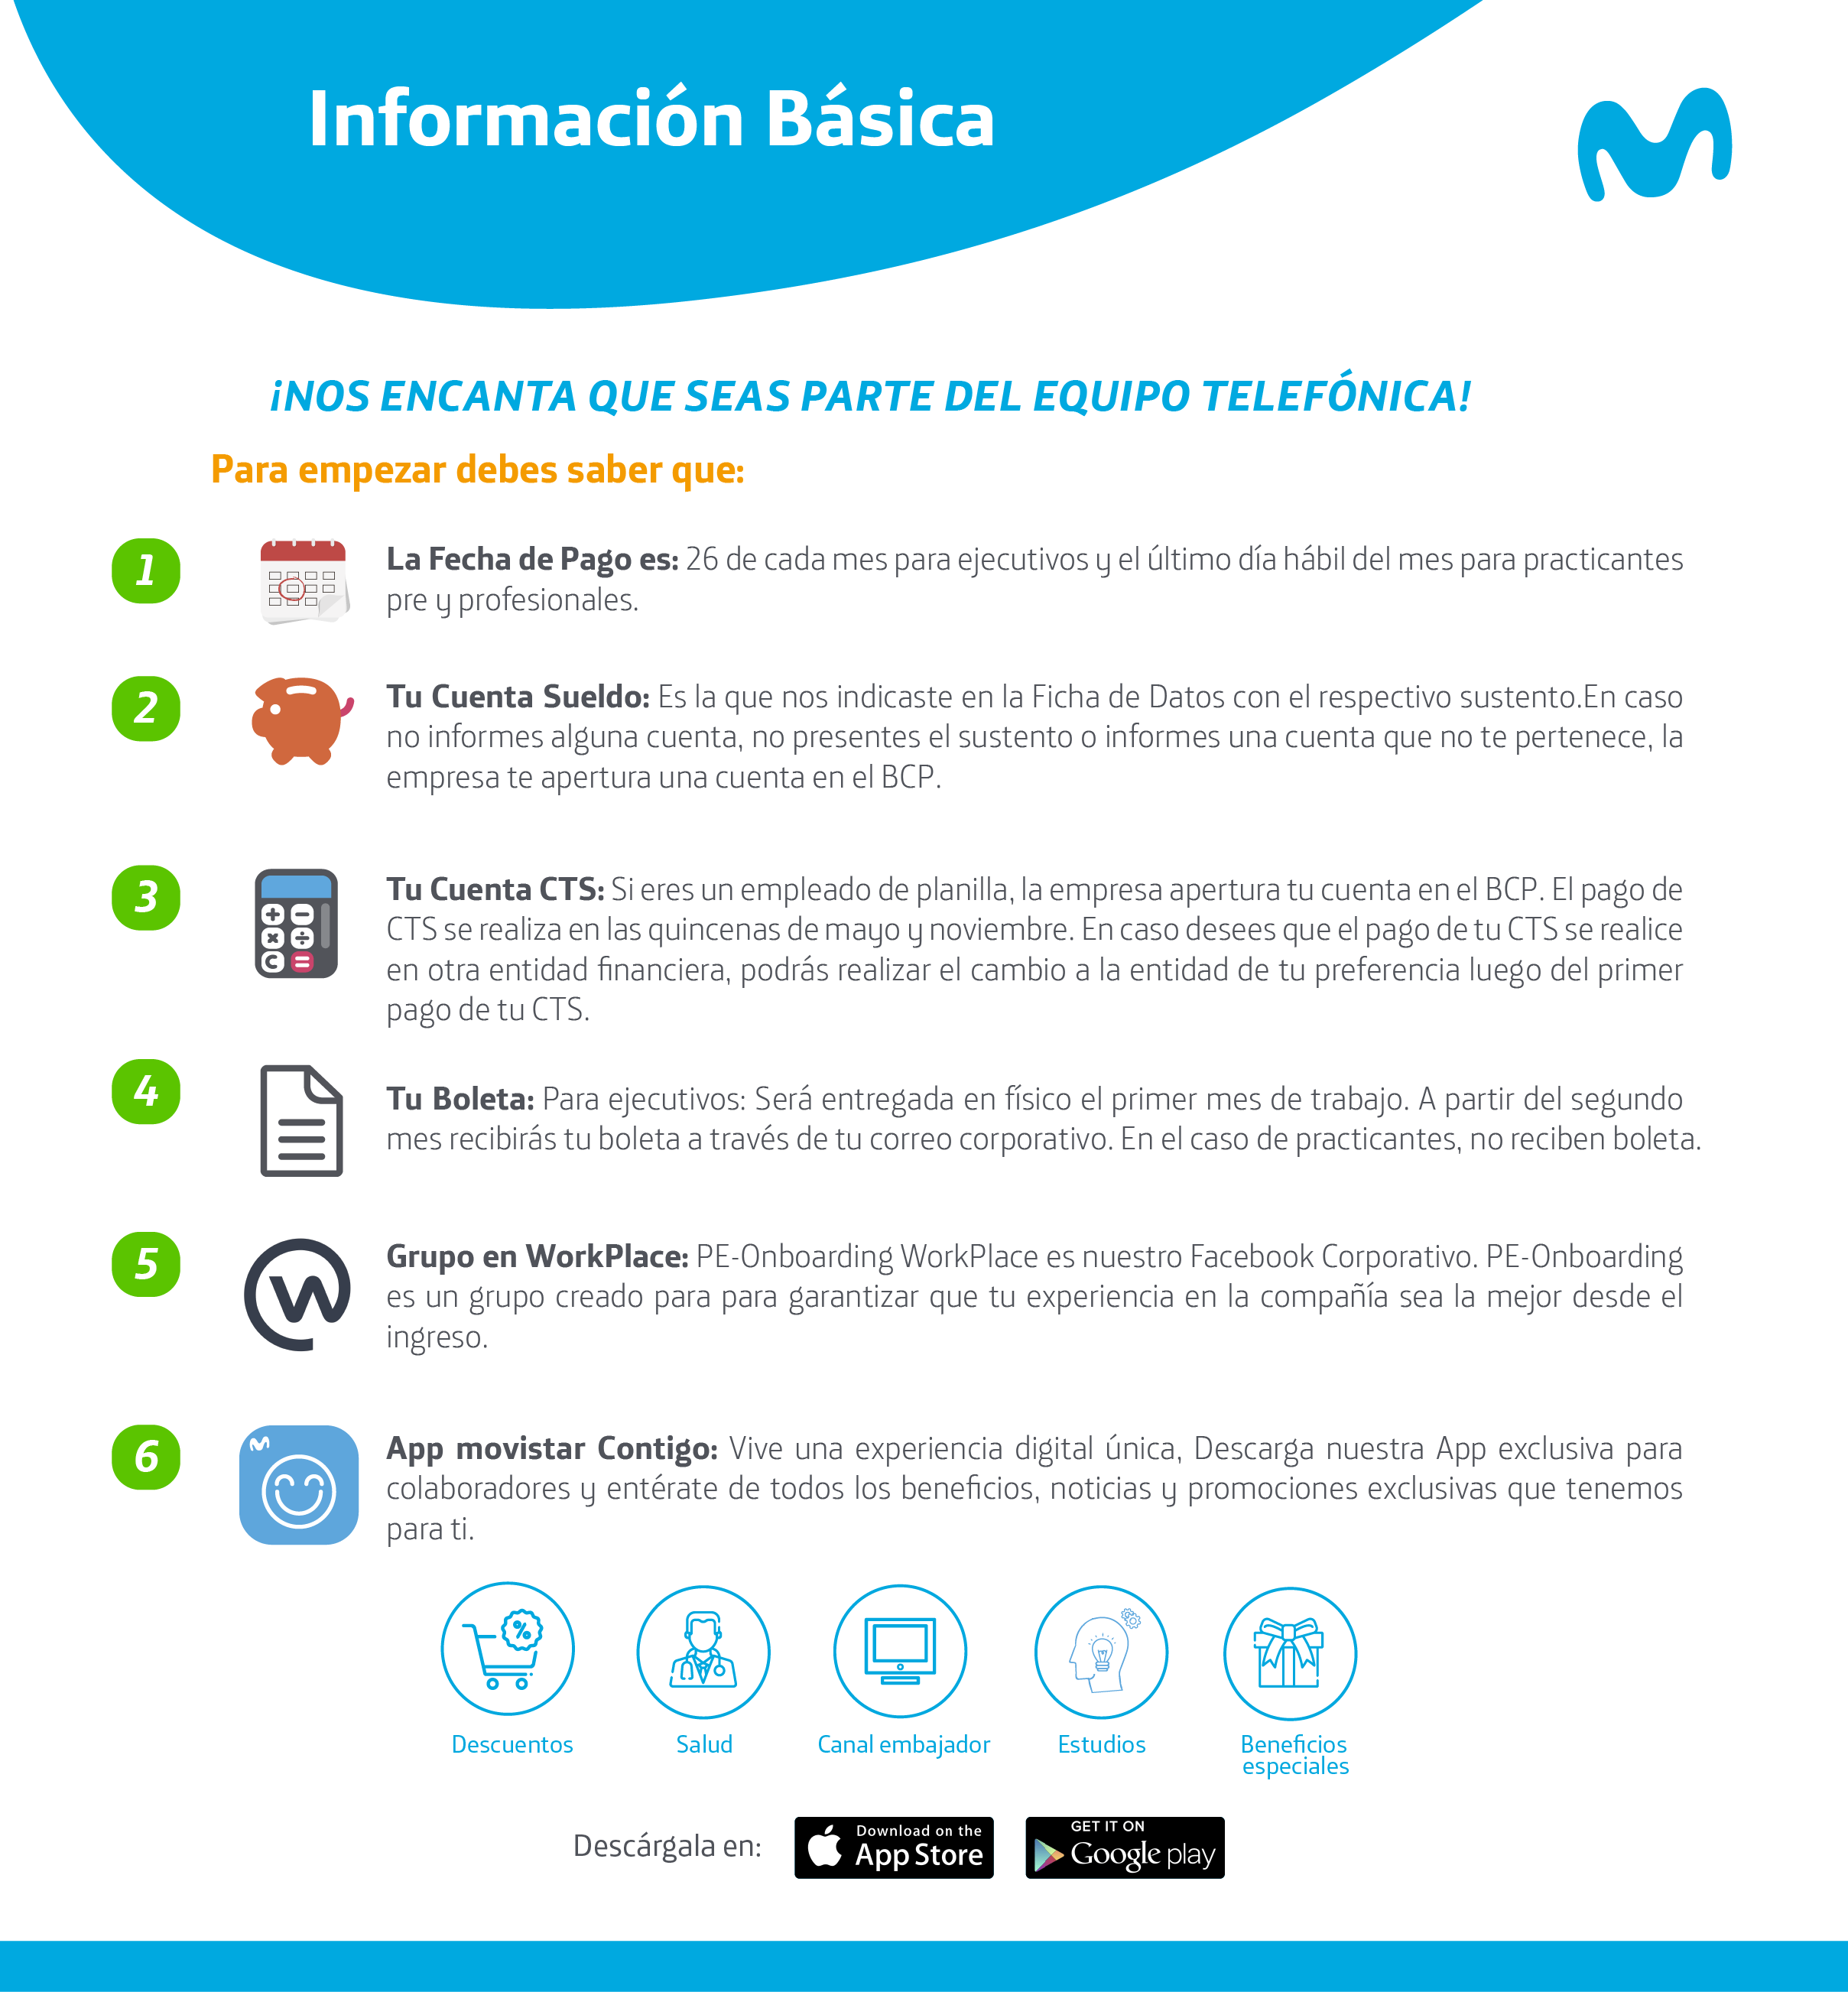 Información Básica
¡NOS ENCANTA QUE SEAS PARTE DEL EQUIPO TELEFÓNICA!
Para empezar debes saber que:
1
La Fecha de Pago es: 26 de cada mes para ejecutivos y el último día hábil del mes para practicantes
pre y profesionales.
2
Tu Cuenta Sueldo: Es la que nos indicaste en la Ficha de Datos con el respectivo sustento.En caso
no informes alguna cuenta, no presentes el sustento o informes una cuenta que no te pertenece, la
empresa te apertura una cuenta en el BCP.
3
Tu Cuenta CTS: Si eres un empleado de planilla, la empresa apertura tu cuenta en el BCP. El pago de
CTS se realiza en las quincenas de mayo y noviembre. En caso desees que el pago de tu CTS se realice
en otra entidad financiera, podrás realizar el cambio a la entidad de tu preferencia luego del primer
pago de tu CTS.
4
Tu Boleta: Para ejecutivos: Será entregada en físico el primer mes de trabajo. A partir del segundo
mes recibirás tu boleta a través de tu correo corporativo. En el caso de practicantes, no reciben boleta.
5
Grupo en WorkPlace: PE-Onboarding WorkPlace es nuestro Facebook Corporativo. PE-Onboarding
es un grupo creado para para garantizar que tu experiencia en la compañía sea la mejor desde el
ingreso.
6
App movistar Contigo: Vive una experiencia digital única, Descarga nuestra App exclusiva para
colaboradores y entérate de todos los beneficios, noticias y promociones exclusivas que tenemos
para ti.
%
Descuentos
Salud
Canal embajador
Estudios
Beneficios
especiales
Descárgala en:
Download on the
App Store
GET IT ON
Google play